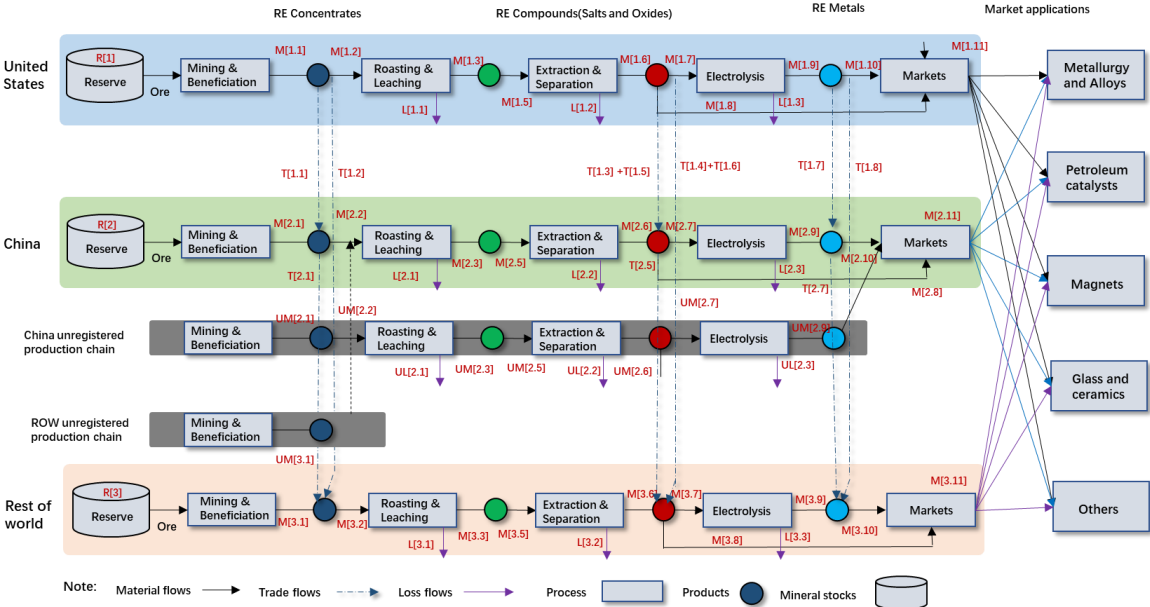 RE Concentrates
RE Compounds(Salts and Oxides)
RE Metals
Market applications
United
States
R[1]
Reserve
Ore
Mining &
Beneficiation
M[1.1]
M[1.2]
Roasting &
Leaching
L[1.1]
M[1.3]
M[1.5]
Extraction &
Separation
L[1.2]
M[1.6]
M[1.7]
Electrolysis
M[1.8]
L[1.3]
M[1.9]
M[1.10]
Markets
M[1.11]
T[1.1]
T[1.2]
T[1.3] +T[1.5]
T[1.4]+T[1.6]
T[1.7]
T[1.8]
China
R[2]
Reserve
Ore
Mining &
Beneficiation
M[2.1]
T[2.1]
M[2.2]
Roasting &
Leaching
L[2.1]
M[2.3]
M[2.5]
Extraction &
Separation
L[2.2]
M[2.6]
M[2.7]
T[2.5]
Electrolysis
L[2.3]
M[2.9]
M[2.10]
T[2.7]
Markets
M[2.11]
M[2.8]
China unregistered
production chain
Mining &
Beneficiation
UM[2.1]
UM[2.2]
Roasting &
Leaching
UL[2.1]
UM[2.3]
UM[2.5]
Extraction &
Separation
UL[2.2]
UM[2.6]
UM[2.7]
Electrolysis
UL[2.3]
UM[2.9]
ROW unregistered
production chain
Mining &
Beneficiation
UM[3.1]
Rest of
world
R[3]
Reserve
Ore
Mining &
Beneficiation
M[3.1]
M[3.2]
Roasting &
Leaching
L[3.1]
M[3.3]
M[3.5]
Extraction &
Separation
L[3.2]
M[3.6]
M[3.7]
Electrolysis
M[3.8]
L[3.3]
M[3.9]
M[3.10]
Markets
M[3.11]
Metallurgy
and Alloys
Petroleum
catalysts
Magnets
Glass and
ceramics
Others
Note:
Material flows
Trade flows
Loss flows
Process
Products
Mineral stocks